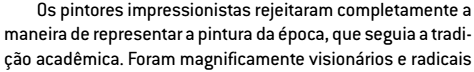 Os pintores impressionistas rejeitaram completamente a
maneira de representar a pintura da época, que seguia a tradi-
ção acadêmica. Foram magnificamente visionários e radicais